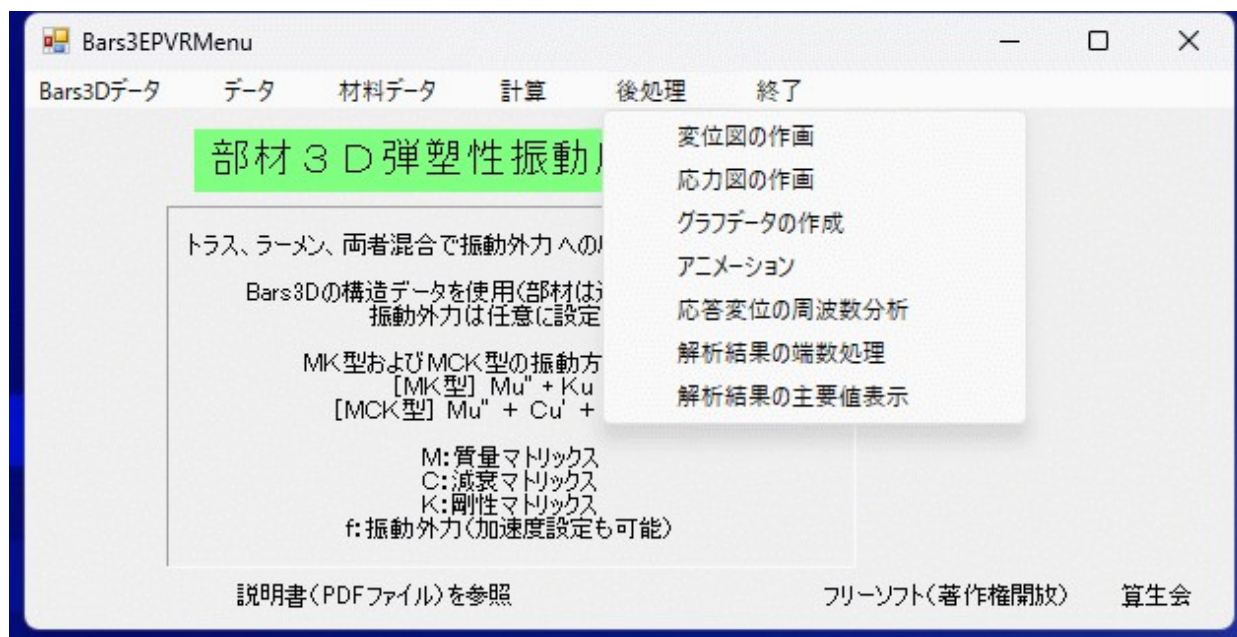 Bars3EPVRMenu
Bars3Dデータ データ 材料データ 計算 後処理 終了
変位図の作画
応力図の作画
グラフデータの作成
アニメーション
応答変位の周波数分析
解析結果の端数処理
解析結果の主要値表示
部材3D弾塑性振動
トラス、ラーメン、両者混合で振動外力への
Bars3Dの構造データを使用(部材は
振動外力は任意に設定
MK型およびMCK型の振動方
[MK型] Mu" + Ku
[MCK型] Mu" + Cu' +
M:質量マトリックス
C:減衰マトリックス
K:剛性マトリックス
f:振動外力(加速度設定も可能)
説明書(PDFファイル)を参照
フリーソフト(著作権開放) 算生会